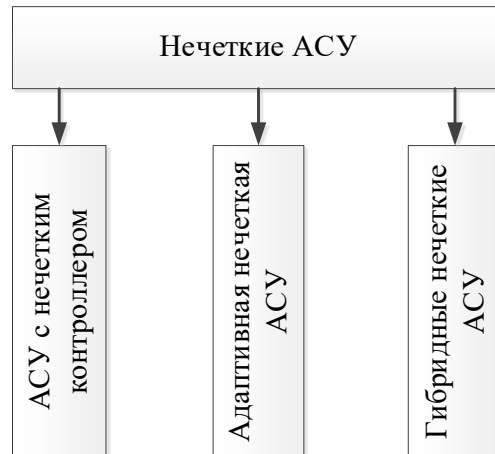 Нечеткие АСУ
АСУ с нечетким
контроллером
Адаптивная нечеткая
АСУ
Гибридные нечеткие
АСУ